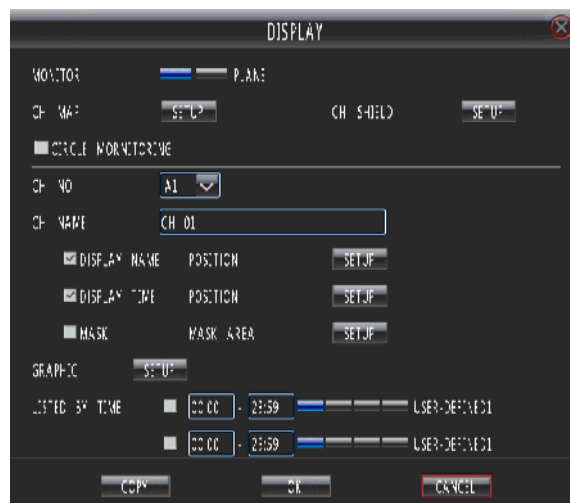 DISPLAY
MONITOR PLANE
CH MAP SETUP CH SHIELD SETUP
CIRCLE MORNITORING
CH NO A1
CH NAME CH 01
DISPLAY NAME POSITION SETUP
DISPLAY TIME POSITION SETUP
MASK MASK AREA SETUP
GRAPHIC SETUP
LISTED BY TIME 00:00 - 23:59 USER-DEFINED1
00:00 - 23:59 USER-DEFINED1
COPY OK CANCEL